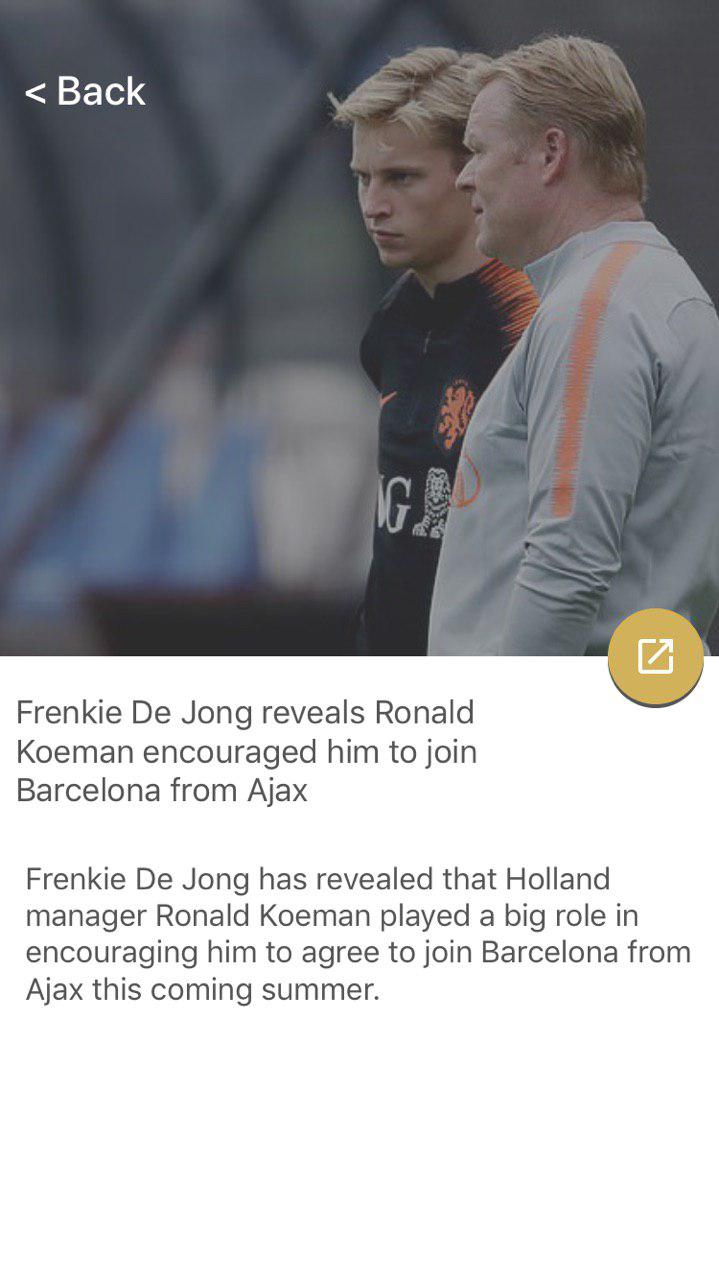 < Back
NG
Frenkie De Jong reveals Ronald
Koeman encouraged him to join
Barcelona from Ajax
Frenkie De Jong has revealed that Holland
manager Ronald Koeman played a big role in
encouraging him to agree to join Barcelona from
Ajax this coming summer.